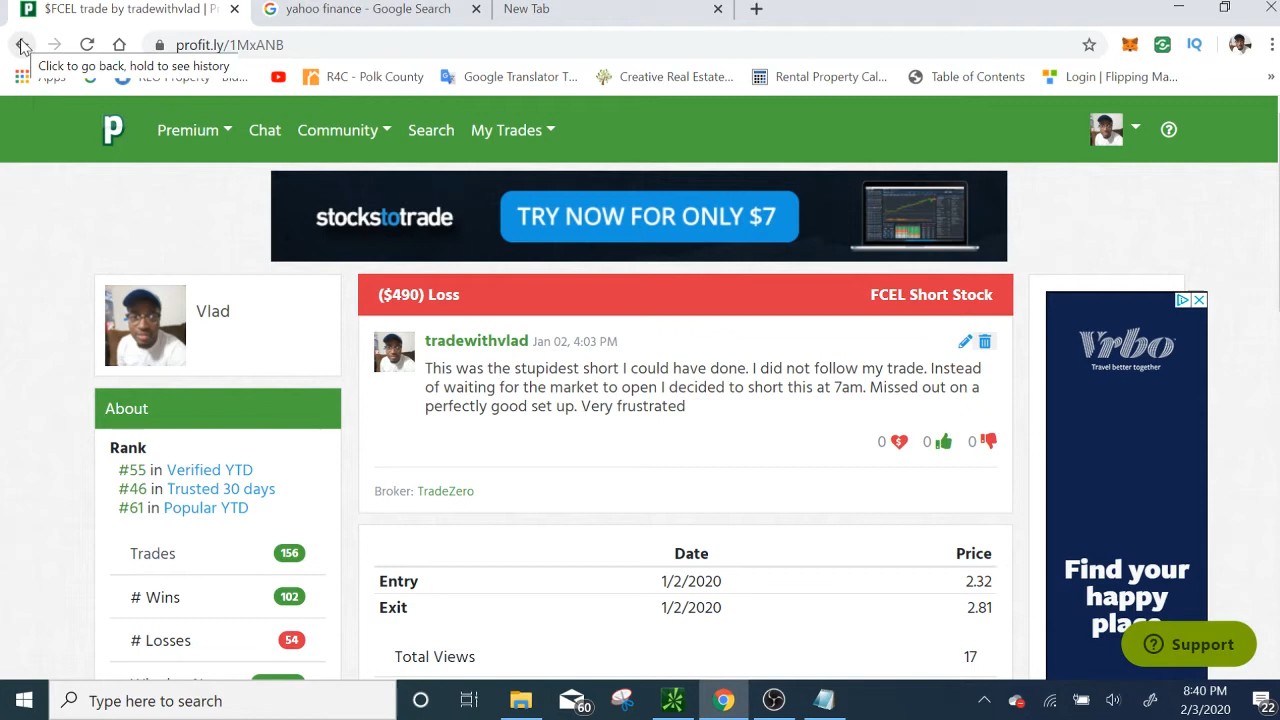 $FCEL trade by tradewithvlad | Pr
yahoo finance - Google Search
New Tab
profit.ly/1MxANB
IQ
Click to go back, hold to see history
Apps
REO Property - Blu...
R4C - Polk County
Google Translator T...
Creative Real Estate...
Rental Property Cal...
Table of Contents
Login | Flipping Ma...
»
p
Premium
Chat
Community
Search
My Trades
stockstotrade
TRY NOW FOR ONLY $7
Vlad
($490) Loss
FCEL Short Stock
tradewithvlad Jan 02, 4:03 PM
This was the stupidest short I could have done. I did not follow my trade. Instead
of waiting for the market to open I decided to short this at 7am. Missed out on a
perfectly good set up. Very frustrated
0
0
0
Broker: TradeZero
About
Rank
#55 in Verified YTD
#46 in Trusted 30 days
#61 in Popular YTD
Trades 156
# Wins 102
# Losses 54
Date Price
Entry 1/2/2020 2.32
Exit 1/2/2020 2.81
Total Views 17
Vrbo
Travel better together
Find your
happy
place
Support
Type here to search
60
8:40 PM
2/3/2020
22